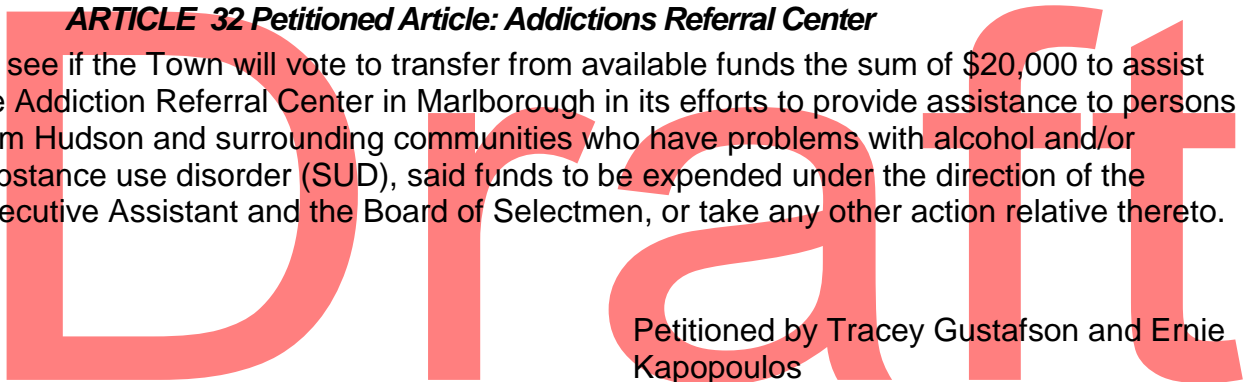 ARTICLE 32 Petitioned Article: Addictions Referral Center
see if the Town will vote to transfer from available funds the sum of $20,000 to assist
e Addiction Referral Center in Marlborough in its efforts to provide assistance to persons
m Hudson and surrounding communities who have problems with alcohol and/or
bstance use disorder (SUD), said funds to be expended under the direction of the
ecutive Assistant and the Board of Selectmen, or take any other action relative thereto.
Petitioned by Tracey Gustafson and Ernie
Kapopoulos
Draft